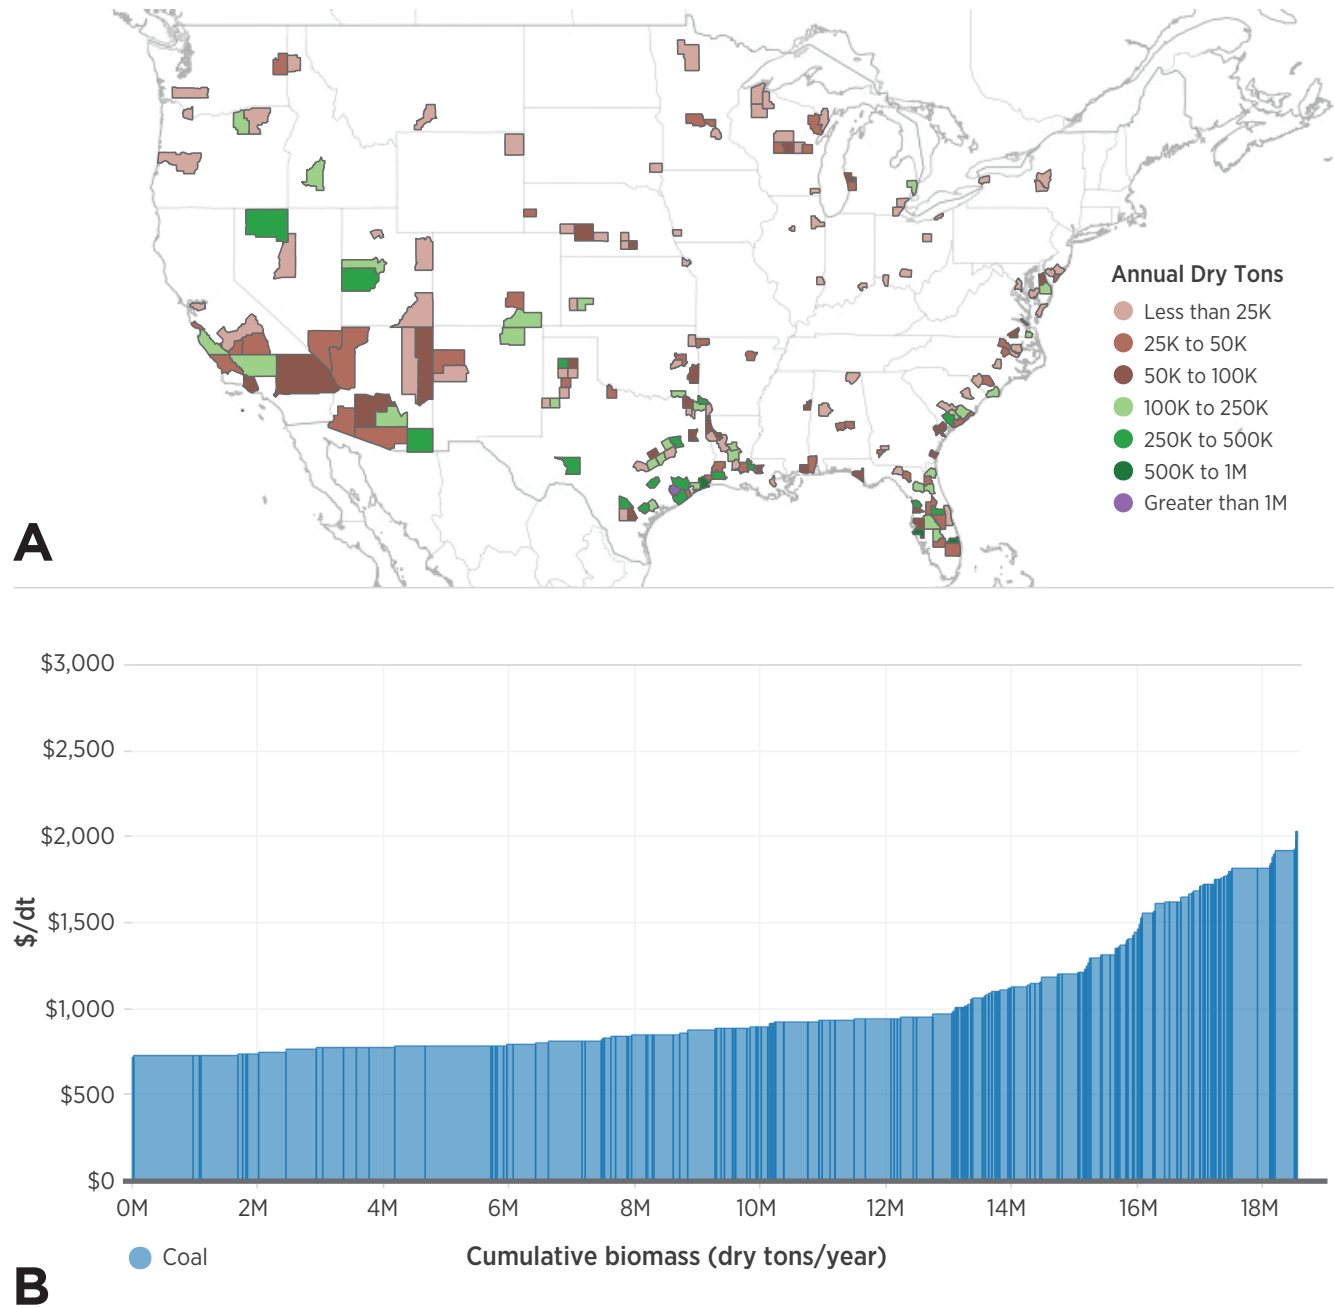 Annual Dry Tons
Less than 25K
25K to 50K
50K to 100K
100K to 250K
250K to 500K
500K to 1M
Greater than 1M
A
$3,000
$2,500
$2,000
$1,500
$1,000
$500
$0
$/dt
0M 2M 4M 6M 8M 10M 12M 14M 16M 18M
Coal
Cumulative biomass (dry tons/year)
B